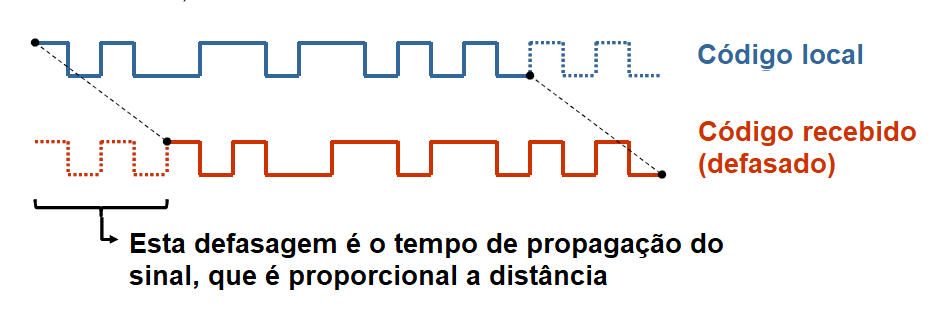 Código local
Código recebido
(defasado)
Esta defasagem é o tempo de propagação do
sinal, que é proporcional a distância